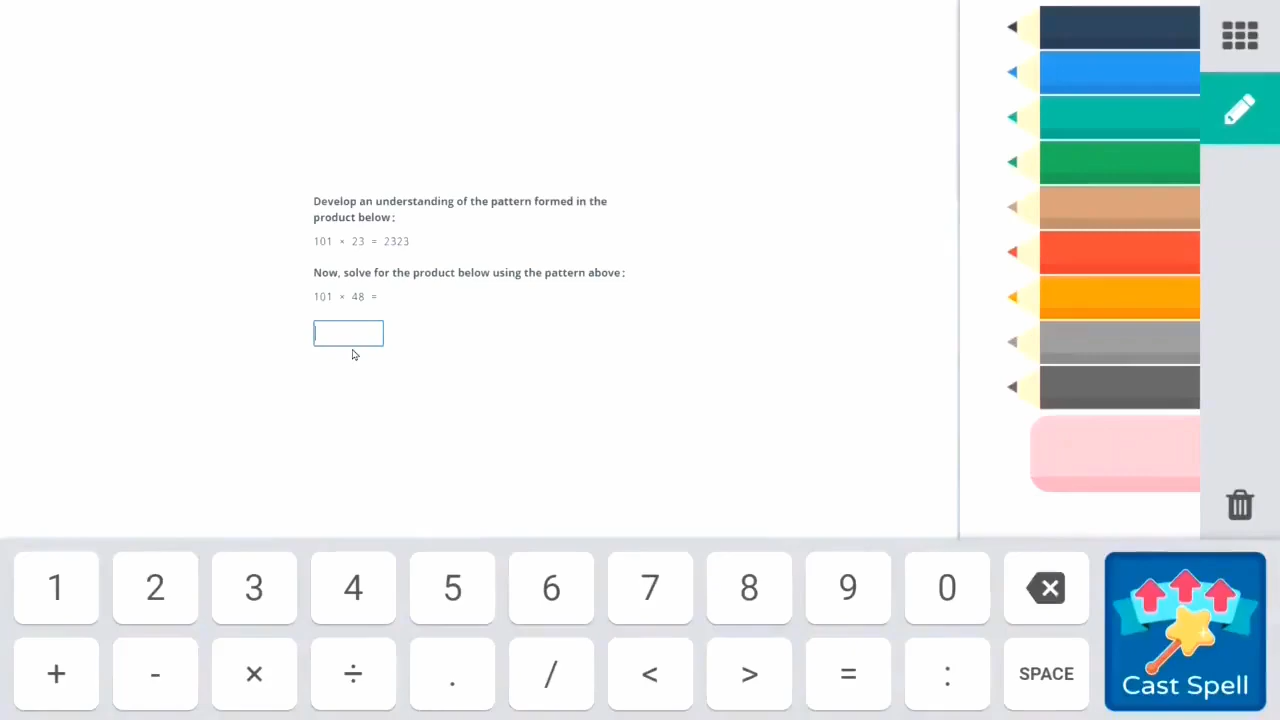 Develop an understanding of the pattern formed in the
product below:
101 × 23 = 2323
Now, solve for the product below using the pattern above:
101 × 48 =
1 2 3 4 5 6 7 8 9 0
+ - × ÷ . / < > = : SPACE
Cast Spell